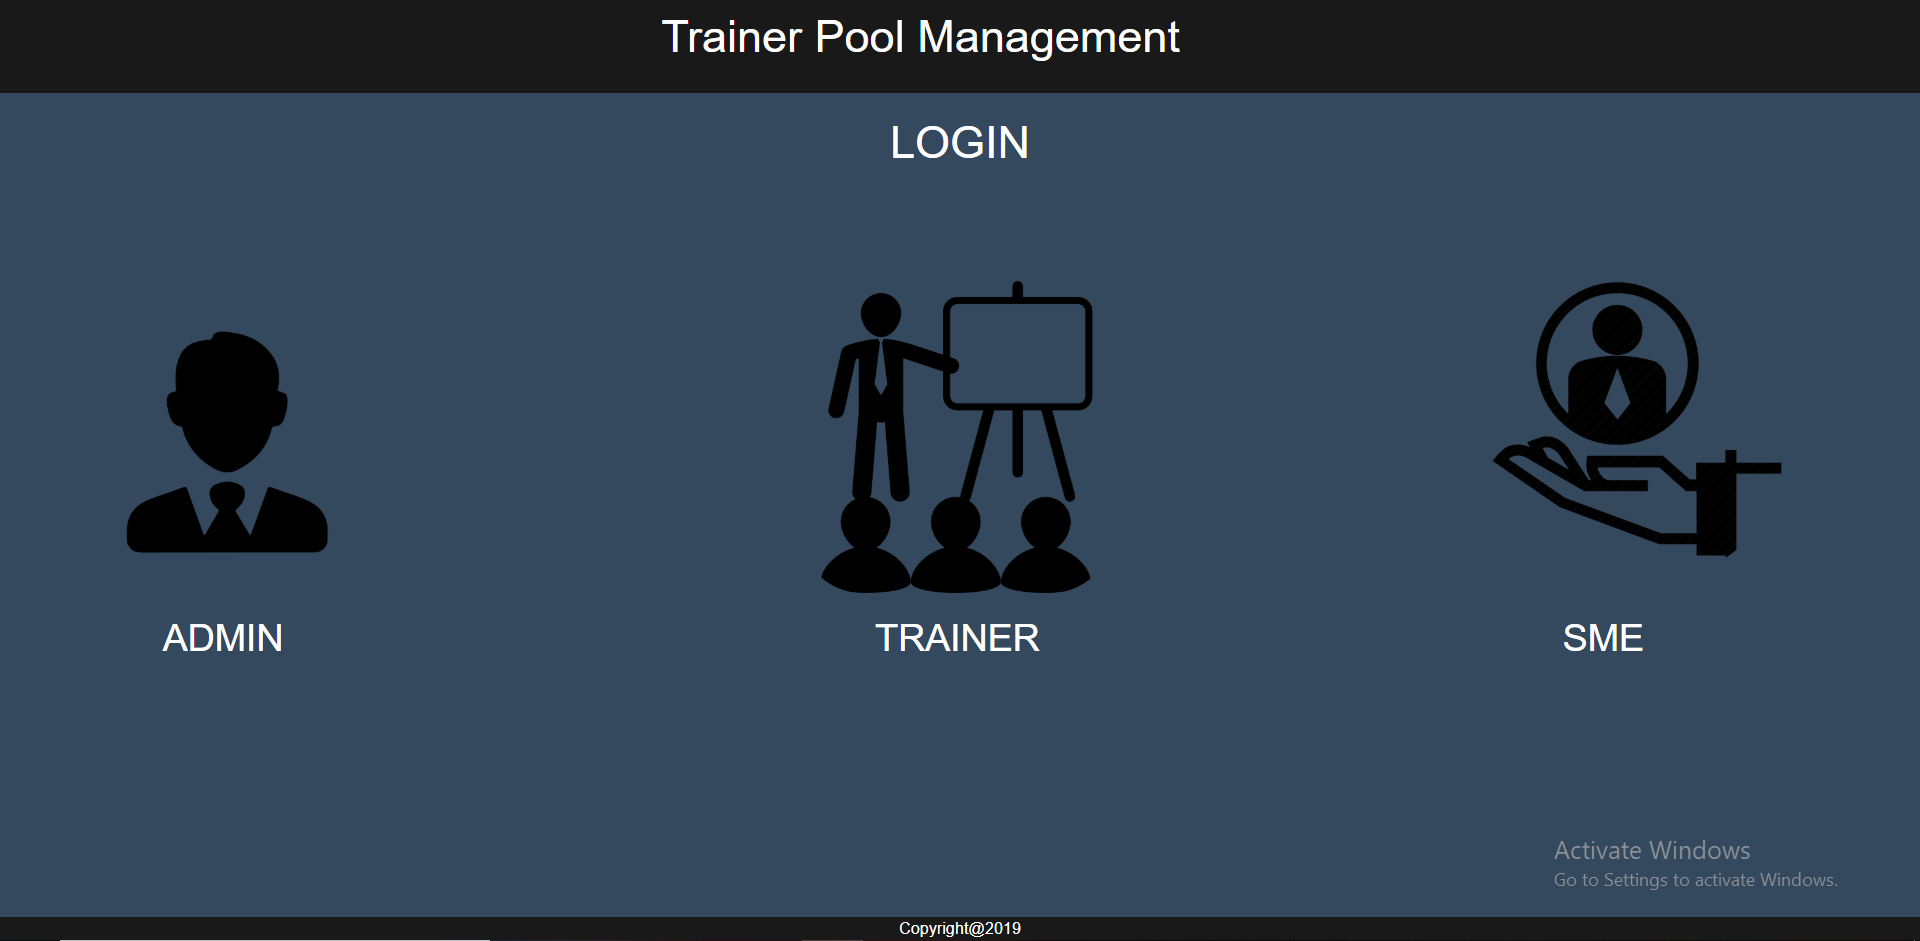 Trainer Pool Management
LOGIN
ADMIN
TRAINER
SME
Activate Windows
Go to Settings to activate Windows.
Copyright@2019